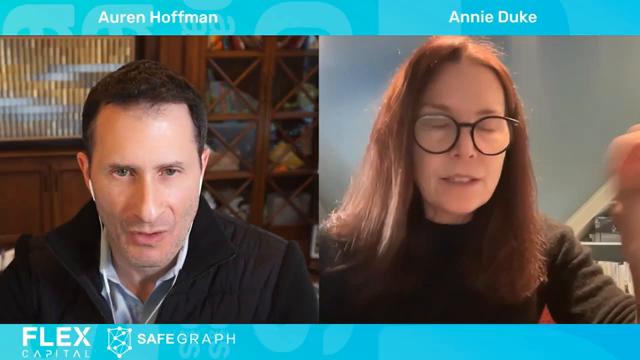 Auren Hoffman
Annie Duke
FLEX
CAPITAL
SAFEGRAPH